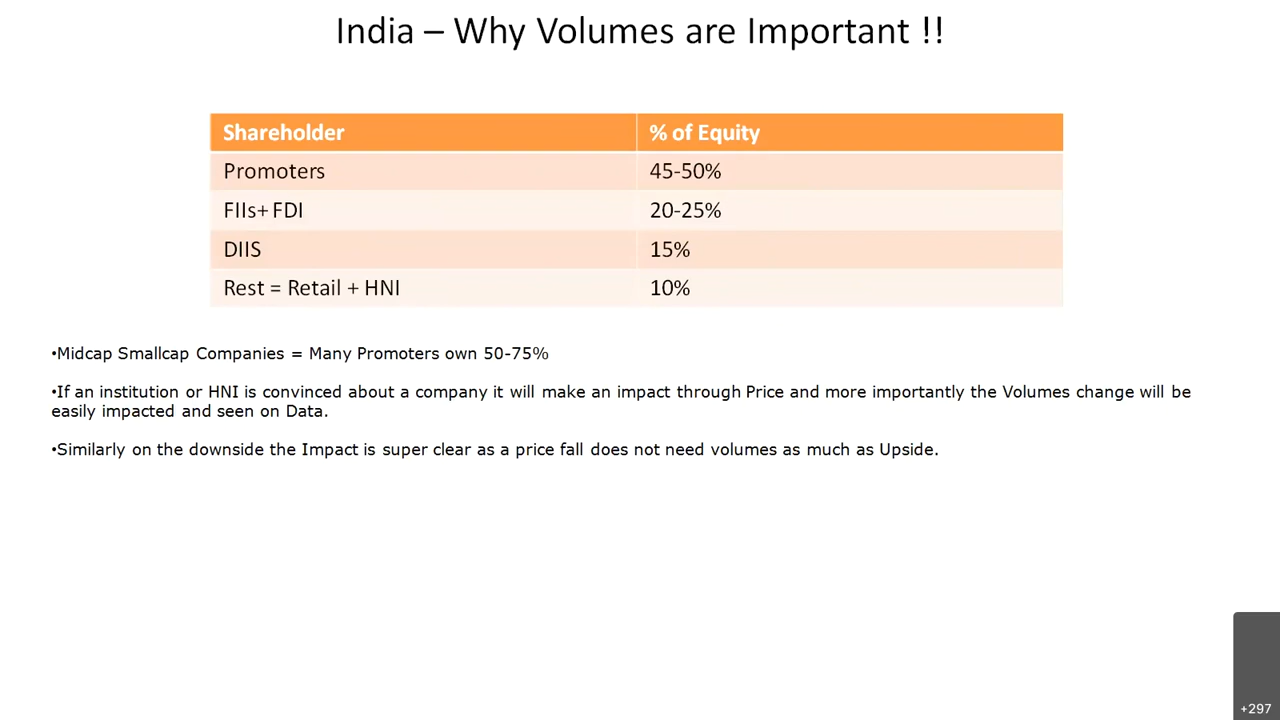 India – Why Volumes are Important !!
Shareholder % of Equity
Promoters 45-50%
FIIs+ FDI 20-25%
DIIS 15%
Rest = Retail + HNI 10%
•Midcap Smallcap Companies = Many Promoters own 50-75%
•If an institution or HNI is convinced about a company it will make an impact through Price and more importantly the Volumes change will be
easily impacted and seen on Data.
•Similarly on the downside the Impact is super clear as a price fall does not need volumes as much as Upside.
+297